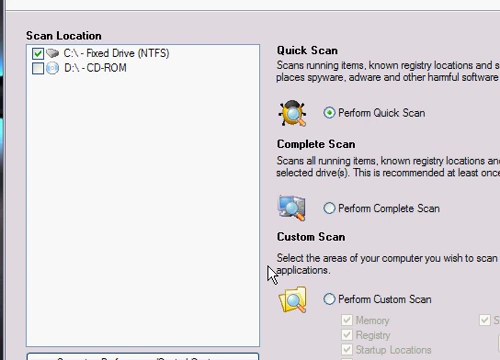 Scan Location
C:\ - Fixed Drive (NTFS)
D:\ - CD-ROM
Quick Scan
Scans running items, known registry locations and
places spyware, adware and other harmful software
Perform Quick Scan
Complete Scan
Scans all running items, known registry locations and
selected drive(s). This is recommended at least once
Perform Complete Scan
Custom Scan
Select the areas of your computer you wish to scan
applications.
Perform Custom Scan
Memory
Registry
Startup Locations